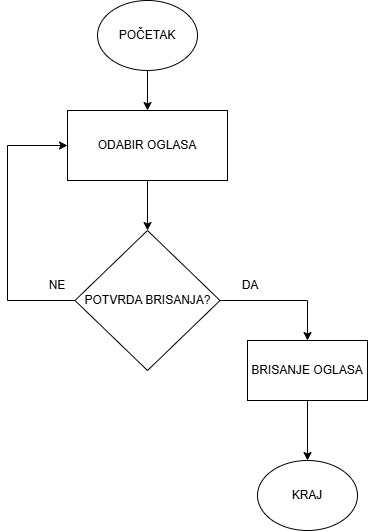 POČETAK
ODABIR OGLASA
NE
DA
POTVRDA BRISANJA?
BRISANJE OGLASA
KRAJ